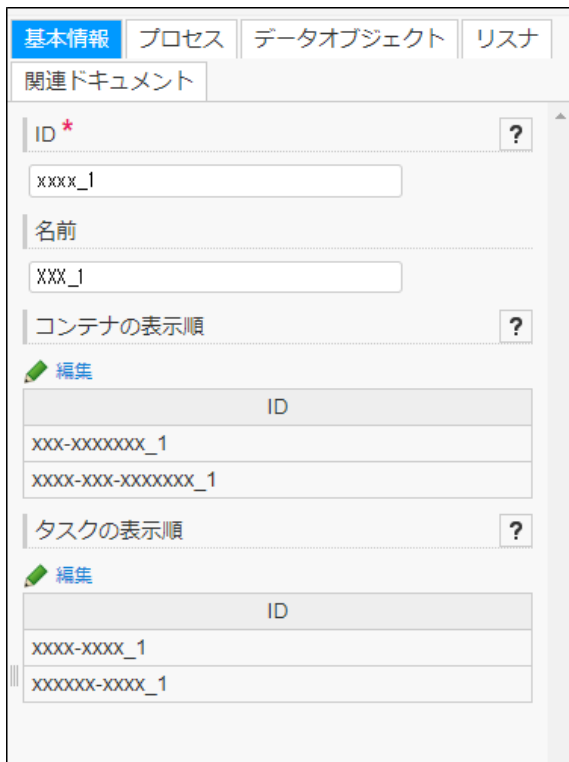 基本情報 プロセス データオブジェクト リスナ
関連ドキュメント
ID * ?
xxxx_1
名前
XXX_1
コンテナの表示順 ?
編集
ID
xxx-xxxxxxx_1
xxxx-xxx-xxxxxxx_1
タスクの表示順 ?
編集
ID
xxxx-xxxx_1
xxxxxx-xxxx_1